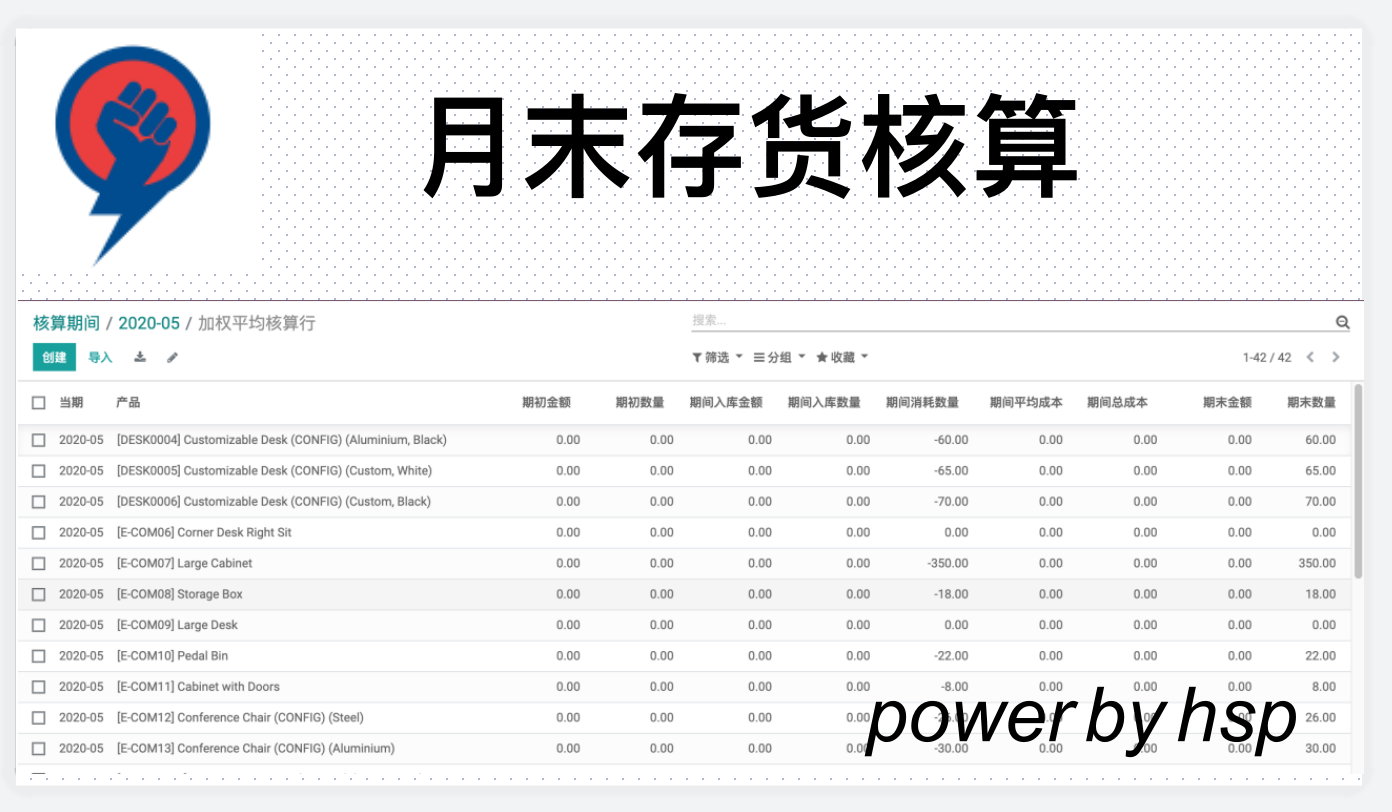 月末存货核算
核算期间 / 2020-05 / 加权平均核算行
搜索...
创建 导入 筛选 分组 收藏 1-42 / 42
当期 产品 期初金额 期初数量 期间入库金额 期间入库数量 期间消耗数量 期间平均成本 期间总成本 期末金额 期末数量
2020-05 [DESK0004] Customizable Desk (CONFIG) (Aluminium, Black) 0.00 0.00 0.00 0.00 -60.00 0.00 0.00 0.00 60.00
2020-05 [DESK0005] Customizable Desk (CONFIG) (Custom, White) 0.00 0.00 0.00 0.00 -65.00 0.00 0.00 0.00 65.00
2020-05 [DESK0006] Customizable Desk (CONFIG) (Custom, Black) 0.00 0.00 0.00 0.00 -70.00 0.00 0.00 0.00 70.00
2020-05 [E-COM06] Corner Desk Right Sit 0.00 0.00 0.00 0.00 0.00 0.00 0.00 0.00 0.00
2020-05 [E-COM07] Large Cabinet 0.00 0.00 0.00 0.00 -350.00 0.00 0.00 0.00 350.00
2020-05 [E-COM08] Storage Box 0.00 0.00 0.00 0.00 -18.00 0.00 0.00 0.00 18.00
2020-05 [E-COM09] Large Desk 0.00 0.00 0.00 0.00 0.00 0.00 0.00 0.00 0.00
2020-05 [E-COM10] Pedal Bin 0.00 0.00 0.00 0.00 -22.00 0.00 0.00 0.00 22.00
2020-05 [E-COM11] Cabinet with Doors 0.00 0.00 0.00 0.00 -8.00 0.00 0.00 0.00 8.00
2020-05 [E-COM12] Conference Chair (CONFIG) (Steel) 0.00 0.00 0.00 0.00 26.00
power by hsp
2020-05 [E-COM13] Conference Chair (CONFIG) (Aluminium) 0.00 0.00 0.00 0.00 -30.00 0.00 0.00 0.00 30.00